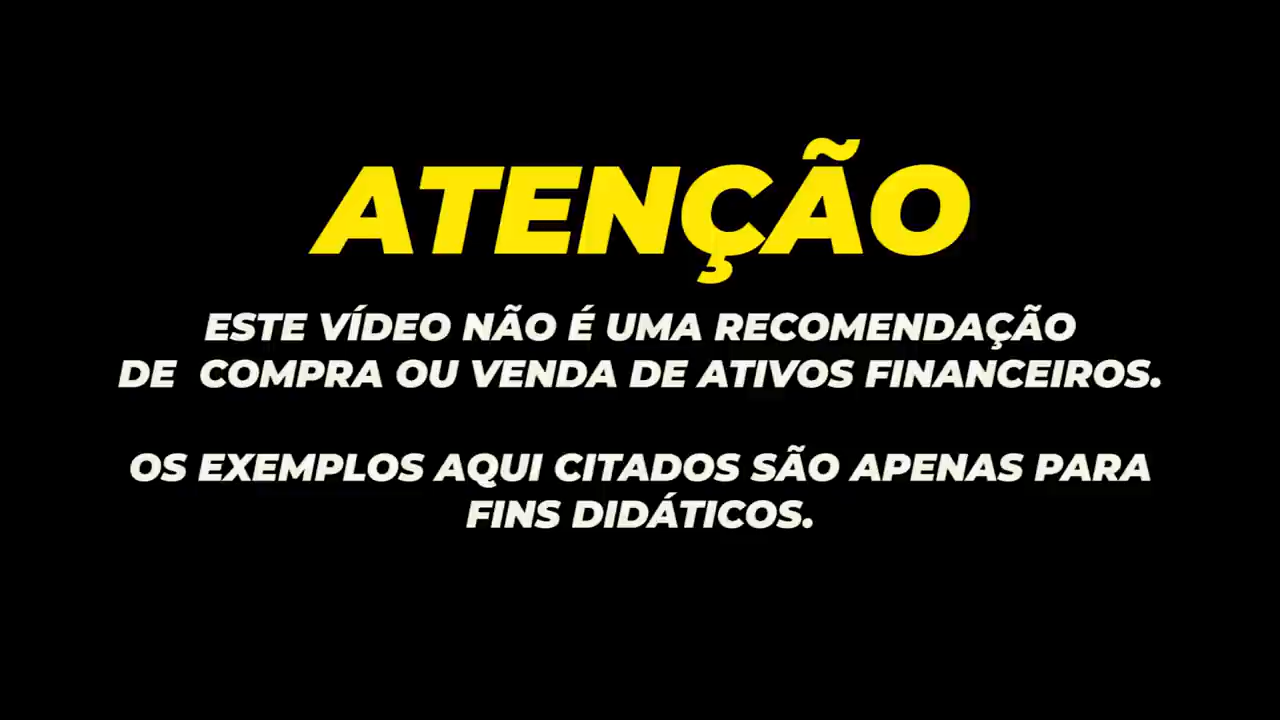 ATENÇÃO
ESTE VÍDEO NÃO É UMA RECOMENDAÇÃO
DE  COMPRA OU VENDA DE ATIVOS FINANCEIROS.
OS EXEMPLOS AQUI CITADOS SÃO APENAS PARA
FINS DIDÁTICOS.